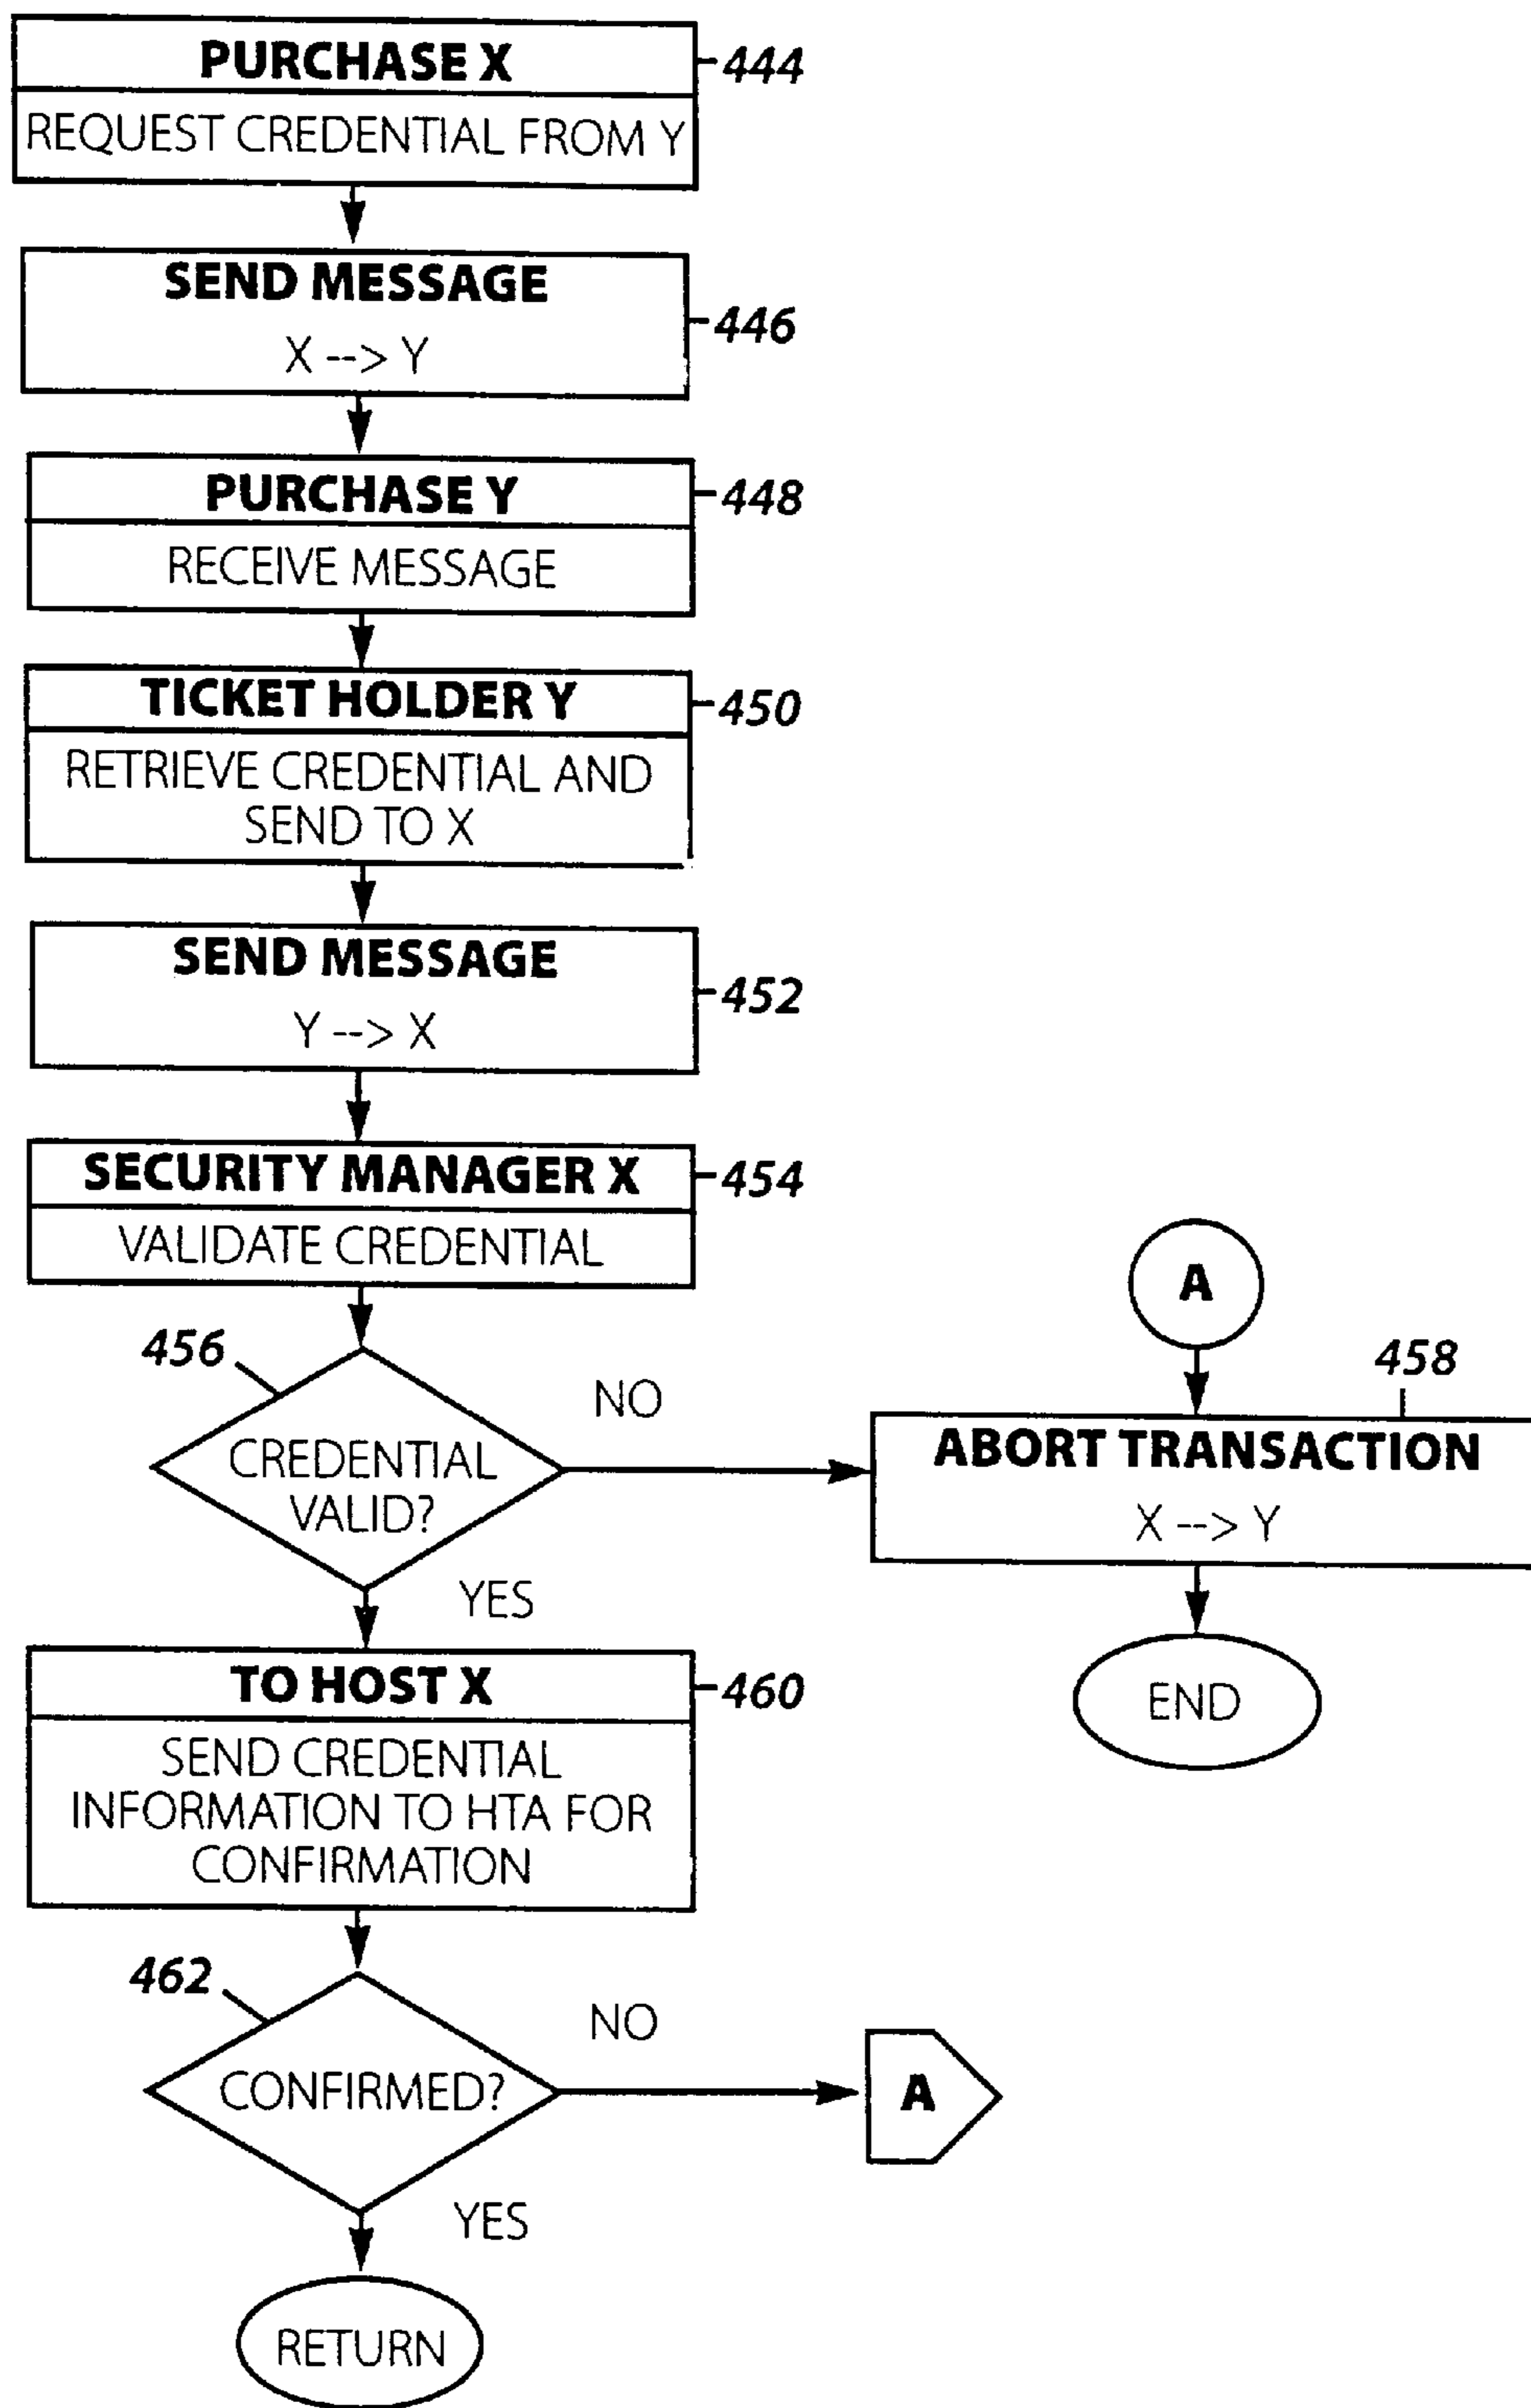 PURCHASE X
444
REQUEST CREDENTIAL FROM Y
SEND MESSAGE
446
X --> Y
PURCHASE Y
448
RECEIVE MESSAGE
TICKET HOLDER Y
450
RETRIEVE CREDENTIAL AND
SEND TO X
SEND MESSAGE
452
Y --> X
SECURITY MANAGER X
454
VALIDATE CREDENTIAL
456
CREDENTIAL
VALID?
NO
YES
A
458
ABORT TRANSACTION
X --> Y
END
TO HOST X
460
SEND CREDENTIAL
INFORMATION TO HTA FOR
CONFIRMATION
462
CONFIRMED?
NO
A
YES
RETURN